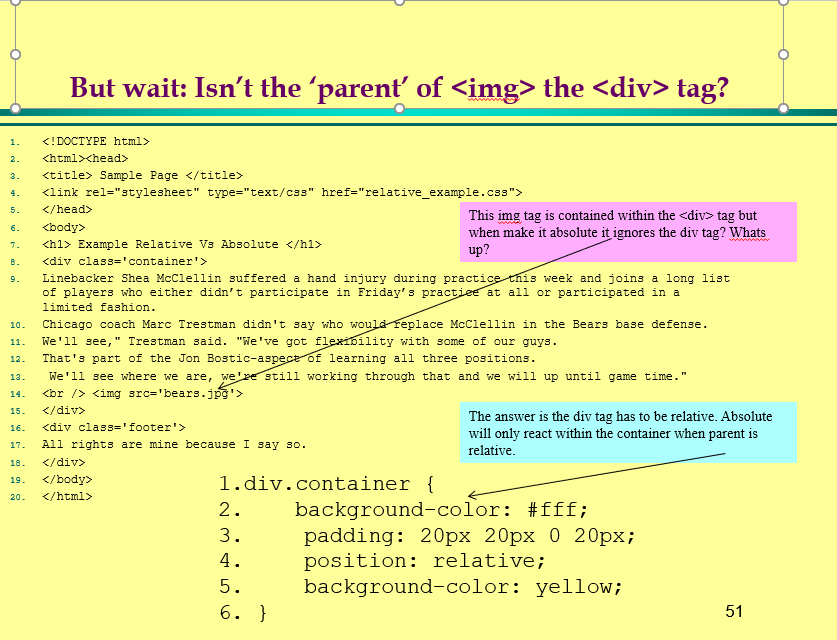 But wait: Isn’t the ‘parent’ of <img> the <div> tag?
1. <!DOCTYPE html>
2. <html><head>
3. <title> Sample Page </title>
4. <link rel="stylesheet" type="text/css" href="relative_example.css">
5. </head>
6. <body>
7. <h1> Example Relative Vs Absolute </h1>
8. <div class='container'>
9. Linebacker Shea McClellin suffered a hand injury during practice this week and joins a long list
of players who either didn’t participate in Friday’s practice at all or participated in a
limited fashion.
10. Chicago coach Marc Trestman didn't say who would replace McClellin in the Bears base defense.
11. We'll see," Trestman said. "We've got flexibility with some of our guys.
12. That's part of the Jon Bostic-aspect of learning all three positions.
13. We'll see where we are, we're still working through that and we will up until game time."
14. <br /> <img src='bears.jpg'>
15. </div>
16. <div class='footer'>
17. All rights are mine because I say so.
18. </div>
19. </body>
20. </html>
This img tag is contained within the <div> tag but
when make it absolute it ignores the div tag? Whats
up?
The answer is the div tag has to be relative. Absolute
will only react within the container when parent is
relative.
1.div.container {
2. background-color: #fff;
3. padding: 20px 20px 0 20px;
4. position: relative;
5. background-color: yellow;
6. }
51